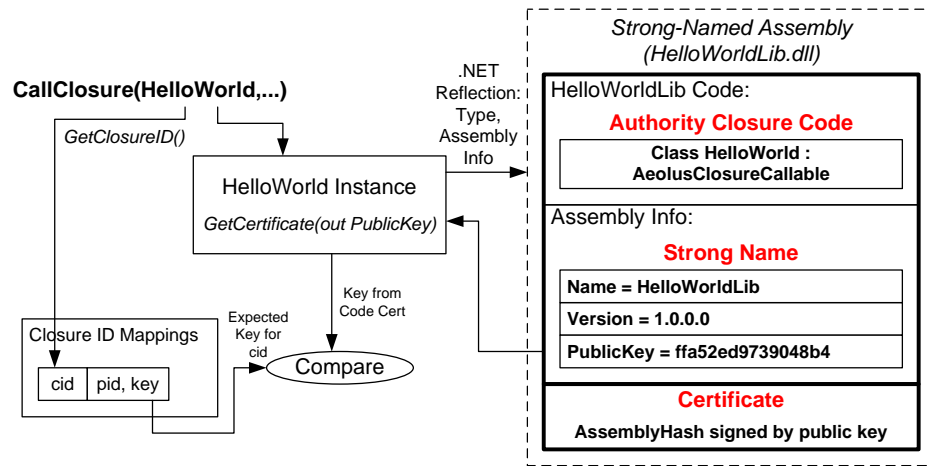 Strong-Named Assembly
(HelloWorldLib.dll)
CallClosure(HelloWorld,...)
GetClosureID()
.NET
Reflection:
Type,
Assembly
Info
HelloWorldLib Code:
Authority Closure Code
Class HelloWorld :
AeolusClosureCallable
HelloWorld Instance
GetCertificate(out PublicKey)
Assembly Info:
Strong Name
Name = HelloWorldLib
Version = 1.0.0.0
PublicKey = ffa52ed9739048b4
Key from
Code Cert
Expected
Key for
cid
Closure ID Mappings
cid
pid, key
Compare
Certificate
AssemblyHash signed by public key